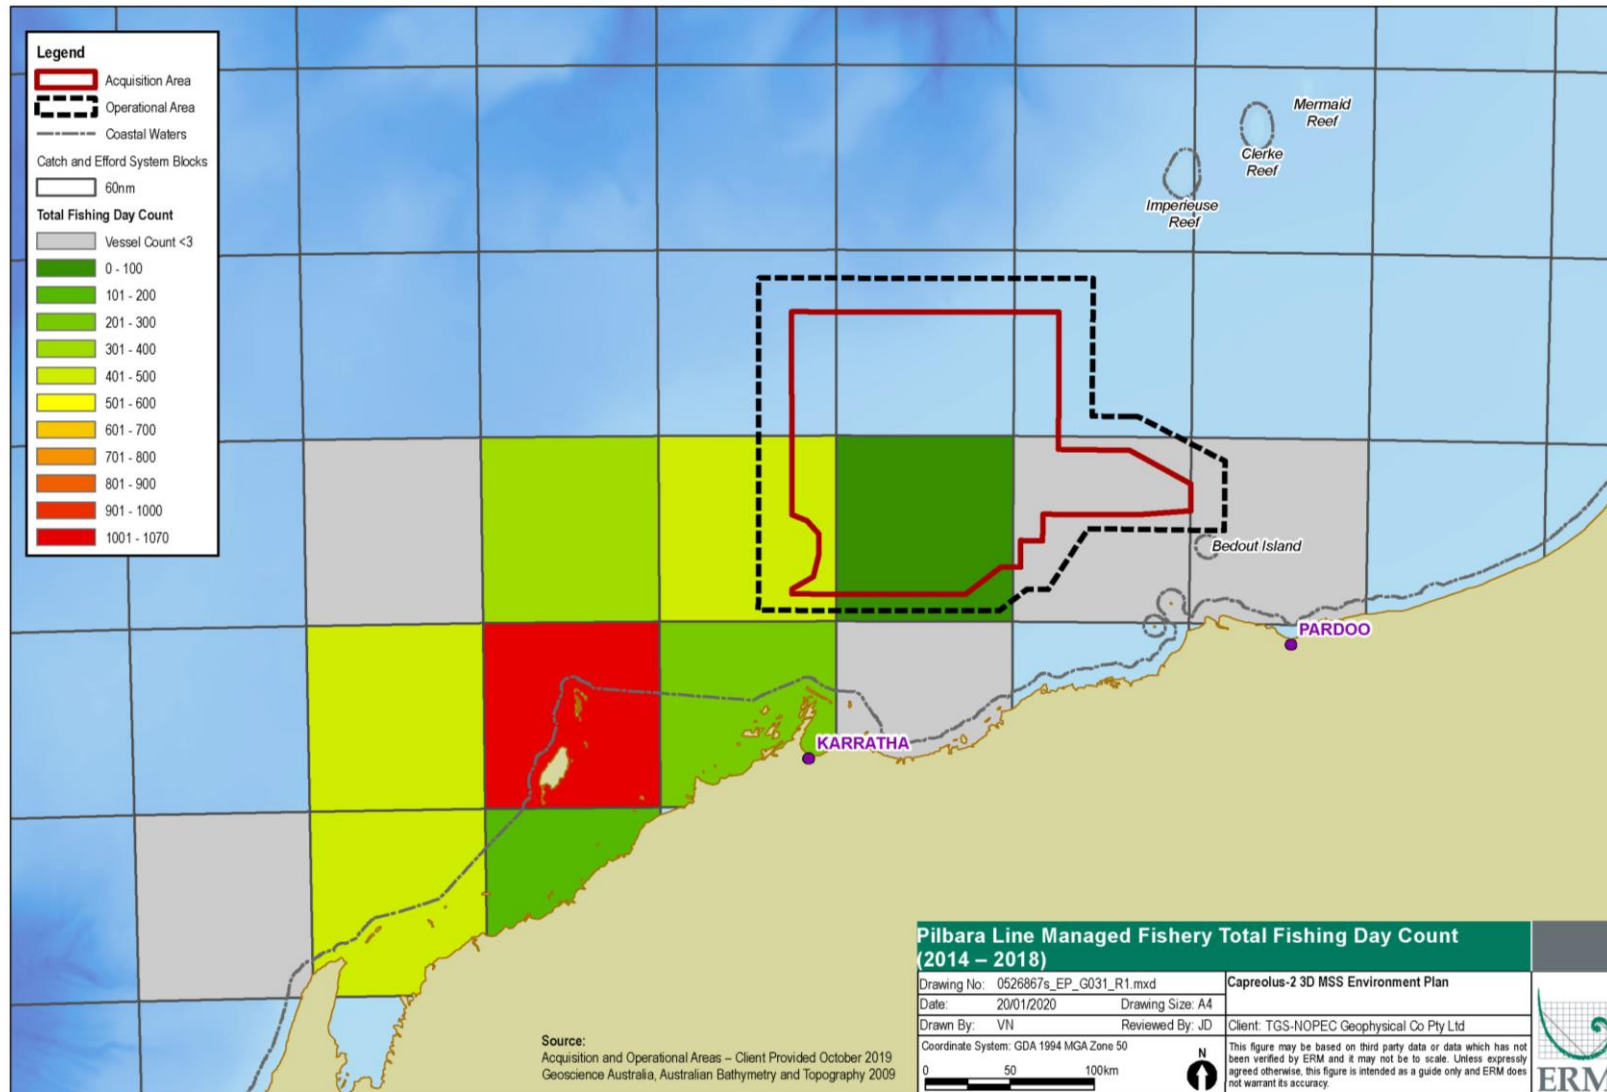 Legend
Acquisition Area
Operational Area
Coastal Waters
Catch and Efford System Blocks
60nm
Total Fishing Day Count
Vessel Count <3
0 - 100
101 - 200
201 - 300
301 - 400
401 - 500
501 - 600
601 - 700
701 - 800
801 - 900
901 - 1000
1001 - 1070
Mermaid
Reef
Clerke
Reef
Imperieuse
Reef
Bedout Island
PARDOO
KARRATHA
Source:
Acquisition and Operational Areas – Client Provided October 2019
Geoscience Australia, Australian Bathymetry and Topography 2009
Pilbara Line Managed Fishery Total Fishing Day Count
(2014 – 2018)
Drawing No: 0526867s_EP_G031_R1.mxd
Capreolus-2 3D MSS Environment Plan
Date: 20/01/2020 Drawing Size: A4
Drawn By: VN Reviewed By: JD
Client: TGS-NOPEC Geophysical Co Pty Ltd
Coordinate System: GDA 1994 MGA Zone 50
0 50 100km
N
This figure may be based on third party data or data which has not
been verified by ERM and it may not be to scale. Unless expressly
agreed otherwise, this figure is intended as a guide only and ERM does
not warrant its accuracy.
ERM